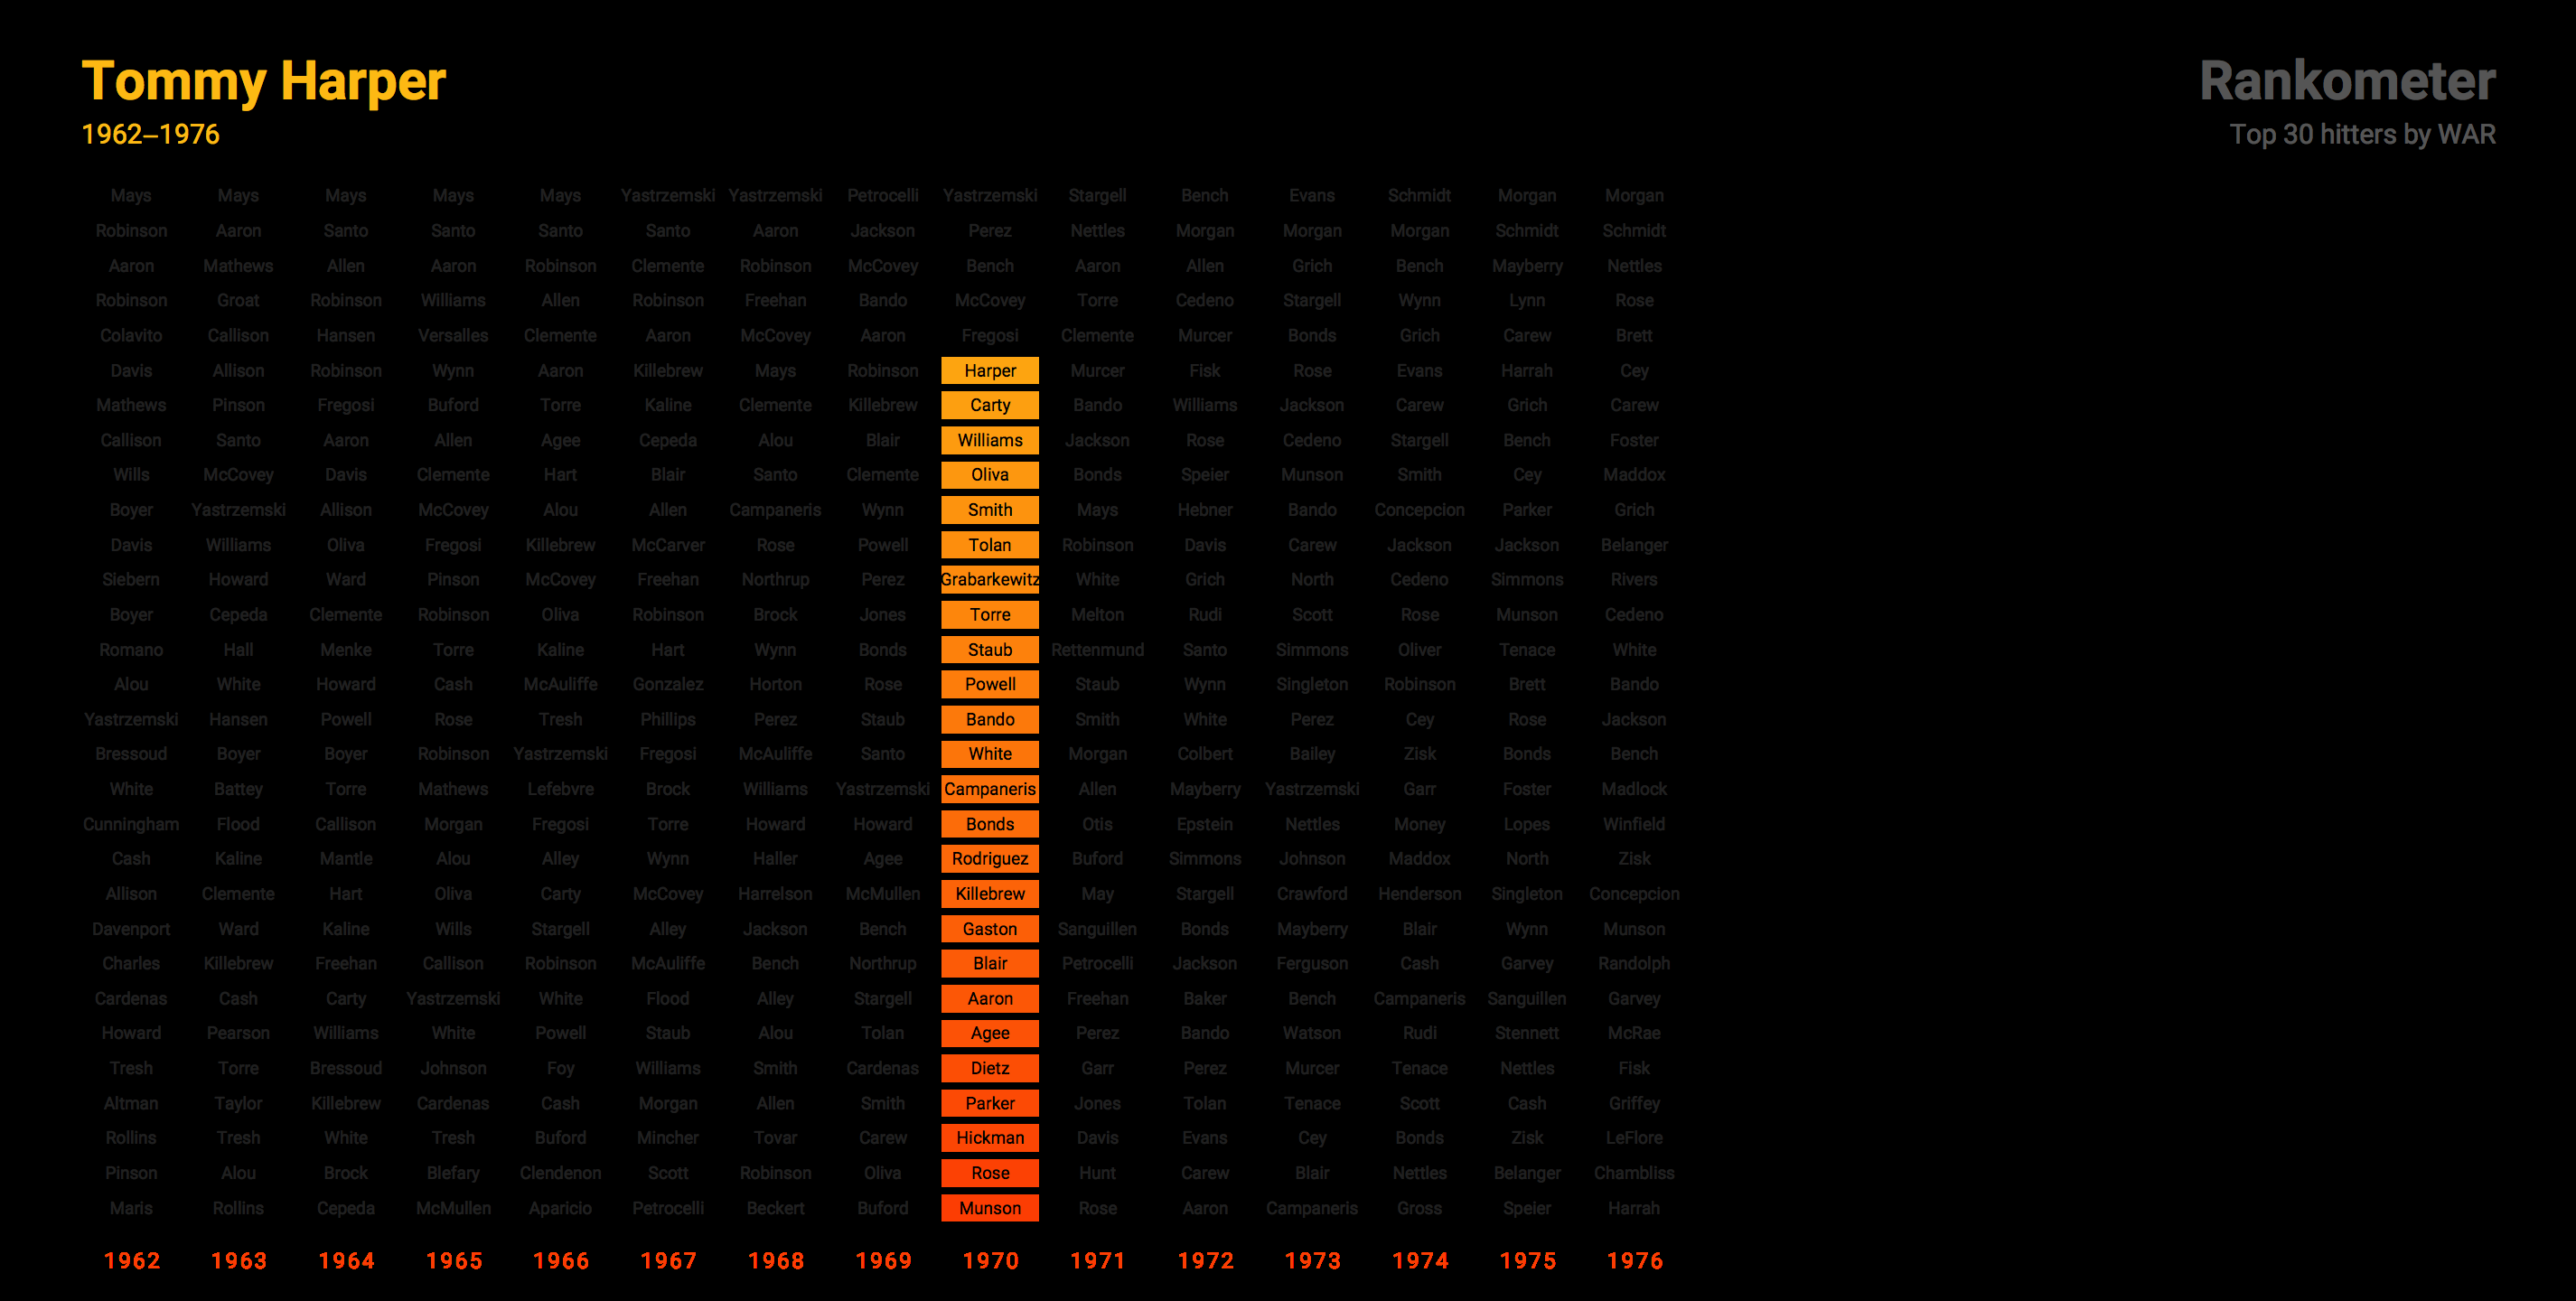 Tommy Harper
1962–1976
Rankometer
Top 30 hitters by WAR
Mays Mays Mays Mays Mays Yastrzemski Yastrzemski Petrocelli Yastrzemski Stargell Bench Evans Schmidt Morgan Morgan
Robinson Aaron Santo Santo Santo Santo Aaron Jackson Perez Nettles Morgan Morgan Morgan Schmidt Schmidt
Aaron Mathews Allen Aaron Robinson Clemente Robinson McCovey Bench Aaron Allen Grich Bench Mayberry Nettles
Robinson Groat Robinson Williams Allen Robinson Freehan Bando McCovey Torre Cedeno Stargell Wynn Lynn Rose
Colavito Callison Hansen Versalles Clemente Aaron McCovey Aaron Fregosi Clemente Murcer Bonds Grich Carew Brett
Davis Allison Robinson Wynn Aaron Killebrew Mays Robinson Harper Murcer Fisk Rose Evans Harrah Cey
Mathews Pinson Fregosi Buford Torre Kaline Clemente Killebrew Carty Bando Williams Jackson Carew Grich Carew
Callison Santo Aaron Allen Agee Cepeda Alou Blair Williams Jackson Rose Cedeno Stargell Bench Foster
Wills McCovey Davis Clemente Hart Blair Santo Clemente Oliva Bonds Speier Munson Smith Cey Maddox
Boyer Yastrzemski Allison McCovey Alou Allen Campaneris Wynn Smith Mays Hebner Bando Concepcion Parker Grich
Davis Williams Oliva Fregosi Killebrew McCarver Rose Powell Tolan Robinson Davis Carew Jackson Jackson Belanger
Siebern Howard Ward Pinson McCovey Freehan Northrup Perez Grabarkewitz White Grich North Cedeno Simmons Rivers
Boyer Cepeda Clemente Robinson Oliva Robinson Brock Jones Torre Melton Rudi Scott Rose Munson Cedeno
Romano Hall Menke Torre Kaline Hart Wynn Bonds Staub Rettenmund Santo Simmons Oliver Tenace White
Alou White Howard Cash McAuliffe Gonzalez Horton Rose Powell Staub Wynn Singleton Robinson Brett Bando
Yastrzemski Hansen Powell Rose Tresh Phillips Perez Staub Bando Smith White Perez Cey Rose Jackson
Bressoud Boyer Boyer Robinson Yastrzemski Fregosi McAuliffe Santo White Morgan Colbert Bailey Zisk Bonds Bench
White Battey Torre Mathews Lefebvre Brock Williams Yastrzemski Campaneris Allen Mayberry Yastrzemski Garr Foster Madlock
Cunningham Flood Callison Morgan Fregosi Torre Howard Howard Bonds Otis Epstein Nettles Money Lopes Winfield
Cash Kaline Mantle Alou Alley Wynn Haller Agee Rodriguez Buford Simmons Johnson Maddox North Zisk
Allison Clemente Hart Oliva Carty McCovey Harrelson McMullen Killebrew May Stargell Crawford Henderson Singleton Concepcion
Davenport Ward Kaline Wills Stargell Alley Jackson Bench Gaston Sanguillen Bonds Mayberry Blair Wynn Munson
Charles Killebrew Freehan Callison Robinson McAuliffe Bench Northrup Blair Petrocelli Jackson Ferguson Cash Garvey Randolph
Cardenas Cash Carty Yastrzemski White Flood Alley Stargell Aaron Freehan Baker Bench Campaneris Sanguillen Garvey
Howard Pearson Williams White Powell Staub Alou Tolan Agee Perez Bando Watson Rudi Stennett McRae
Tresh Torre Bressoud Johnson Foy Williams Smith Cardenas Dietz Garr Perez Murcer Tenace Nettles Fisk
Altman Taylor Killebrew Cardenas Cash Morgan Allen Smith Parker Jones Tolan Tenace Scott Cash Griffey
Rollins Tresh White Tresh Buford Mincher Tovar Carew Hickman Davis Evans Cey Bonds Zisk LeFlore
Pinson Alou Brock Blefary Clendenon Scott Robinson Oliva Rose Hunt Carew Blair Nettles Belanger Chambliss
Maris Rollins Cepeda McMullen Aparicio Petrocelli Beckert Buford Munson Rose Aaron Campaneris Gross Speier Harrah
1962 1963 1964 1965 1966 1967 1968 1969 1970 1971 1972 1973 1974 1975 1976